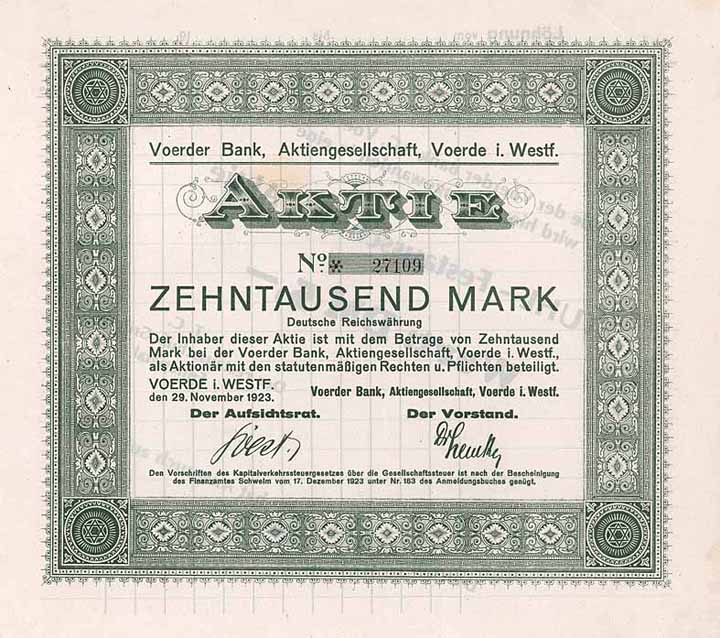 Voerder Bank, Aktiengesellschaft, Voerde i. Westf.
AKTIE
No. 27109
ZEHNTAUSEND MARK
Deutsche Reichswährung
Der Inhaber dieser Aktie ist mit dem Betrage von Zehntausend
Mark bei der Voerder Bank, Aktiengesellschaft, Voerde i. Westf.,
als Aktionär mit den statutenmäßigen Rechten u. Pflichten beteiligt.
VOERDE i. WESTF.
den 29. November 1923.
Voerder Bank, Aktiengesellschaft, Voerde i. Westf.
Der Aufsichtsrat.
Der Vorstand.
Den Vorschriften des Kapitalverkehrssteuergesetzes über die Gesellschaftssteuer ist nach der Bescheinigung
des Finanzamtes Schwelm vom 17. Dezember 1923 unter Nr. 163 des Anmeldungsbuches genügt.